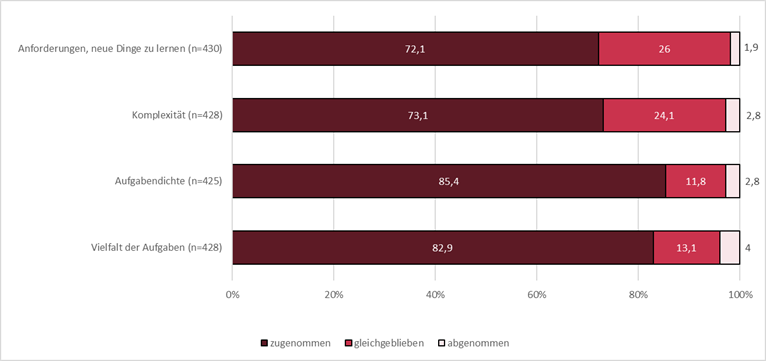 Anforderungen, neue Dinge zu lernen (n=430) 72,1 26 1,9
Komplexität (n=428) 73,1 24,1 2,8
Aufgabendichte (n=425) 85,4 11,8 2,8
Vielfalt der Aufgaben (n=428) 82,9 13,1 4
0% 20% 40% 60% 80% 100%
zugenommen gleichgeblieben abgenommen